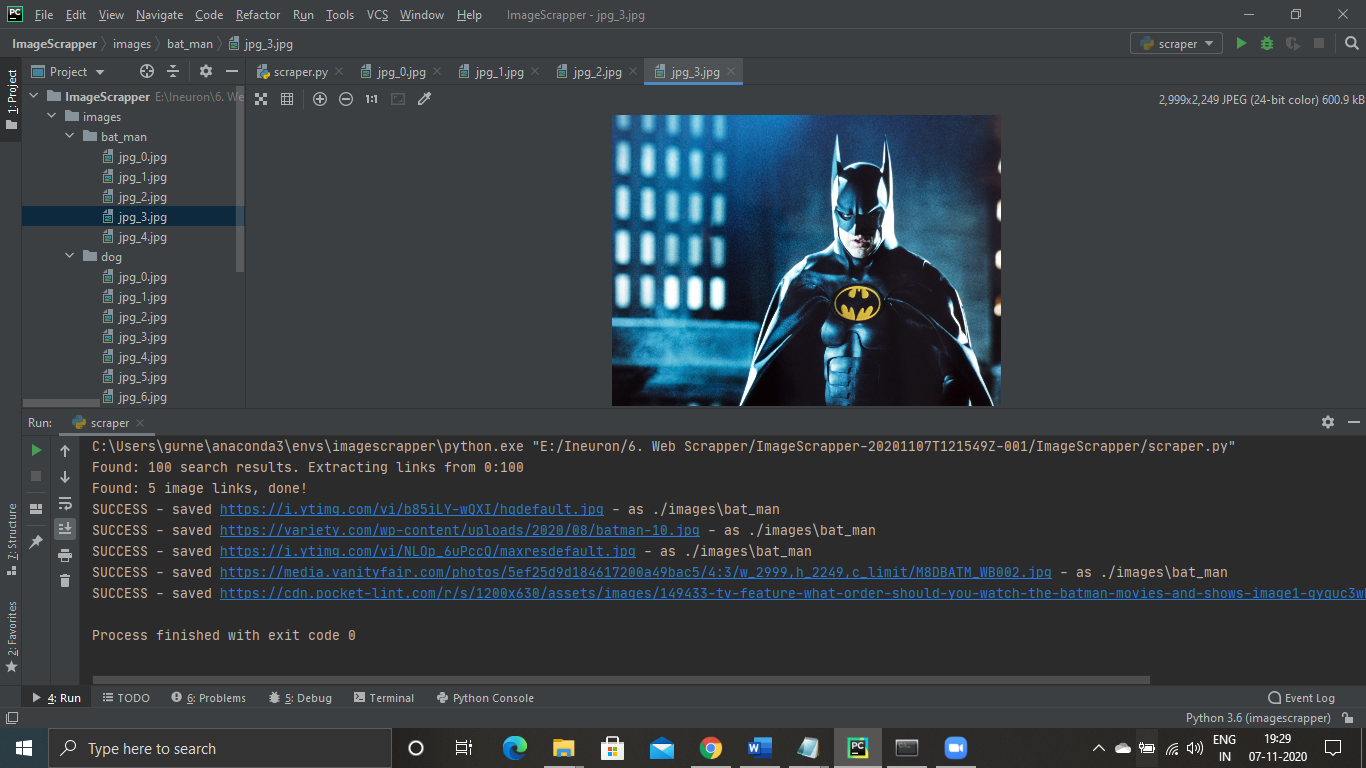 PC File Edit View Navigate Code Refactor Run Tools VCS Window Help ImageScrapper - jpg_3.jpg
ImageScrapper images bat_man jpg_3.jpg scraper
1: Project
Project scraper.py jpg_0.jpg jpg_1.jpg jpg_2.jpg jpg_3.jpg
ImageScrapper E:\Ineuron\6. We
1:1 2,999x2,249 JPEG (24-bit color) 600.9 kB
images
bat_man
jpg_0.jpg
jpg_1.jpg
jpg_2.jpg
jpg_3.jpg
jpg_4.jpg
dog
jpg_0.jpg
jpg_1.jpg
jpg_2.jpg
jpg_3.jpg
jpg_4.jpg
jpg_5.jpg
jpg_6.jpg
Run: scraper
C:\Users\gurne\anaconda3\envs\imagescrapper\python.exe "E:/Ineuron/6. Web Scrapper/ImageScrapper-20201107T121549Z-001/ImageScrapper/scraper.py"
Found: 100 search results. Extracting links from 0:100
Found: 5 image links, done!
SUCCESS - saved https://i.ytimg.com/vi/b85iLY-wQXI/hqdefault.jpg - as ./images\bat_man
SUCCESS - saved https://variety.com/wp-content/uploads/2020/08/batman-10.jpg - as ./images\bat_man
SUCCESS - saved https://i.ytimg.com/vi/NLOp_6uPccQ/maxresdefault.jpg - as ./images\bat_man
SUCCESS - saved https://media.vanityfair.com/photos/5ef25d9d184617200a49bac5/4:3/w_2999,h_2249,c_limit/M8DBATM_WB002.jpg - as ./images\bat_man
SUCCESS - saved https://cdn.pocket-lint.com/r/s/1200x630/assets/images/149433-tv-feature-what-order-should-you-watch-the-batman-movies-and-shows-image1-gyguc3w
Process finished with exit code 0
7: Structure
2: Favorites
4: Run TODO 6: Problems 5: Debug Terminal Python Console Event Log
Python 3.6 (imagescrapper)
Type here to search
W
PC
ENG
IN
19:29
07-11-2020